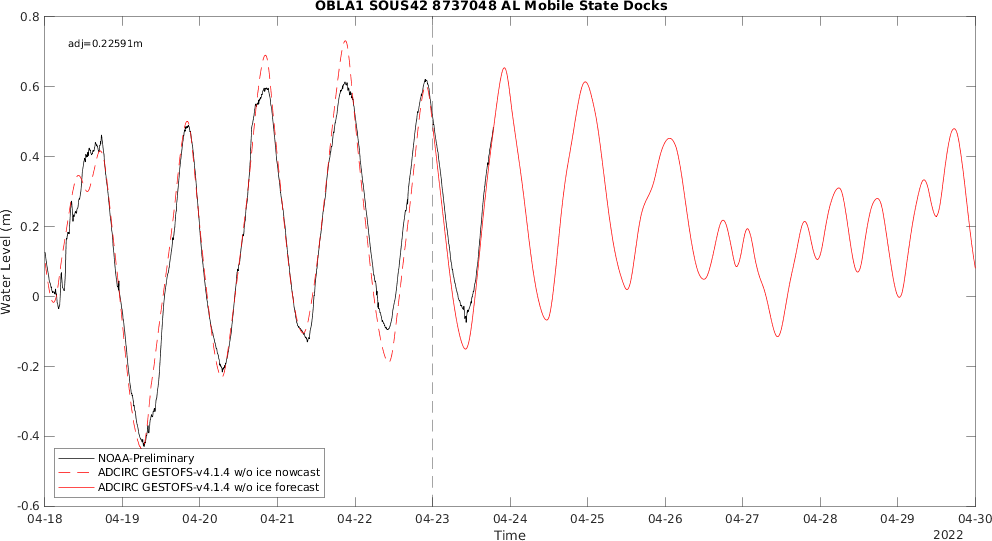 OBLA1 SOUS42 8737048 AL Mobile State Docks
adj=0.22591m
0.8
0.6
0.4
0.2
0
-0.2
-0.4
-0.6
Water Level (m)
NOAA-Preliminary
ADCIRC GESTOFS-v4.1.4 w/o ice nowcast
ADCIRC GESTOFS-v4.1.4 w/o ice forecast
04-18 04-19 04-20 04-21 04-22 04-23 04-24 04-25 04-26 04-27 04-28 04-29 04-30
Time
2022